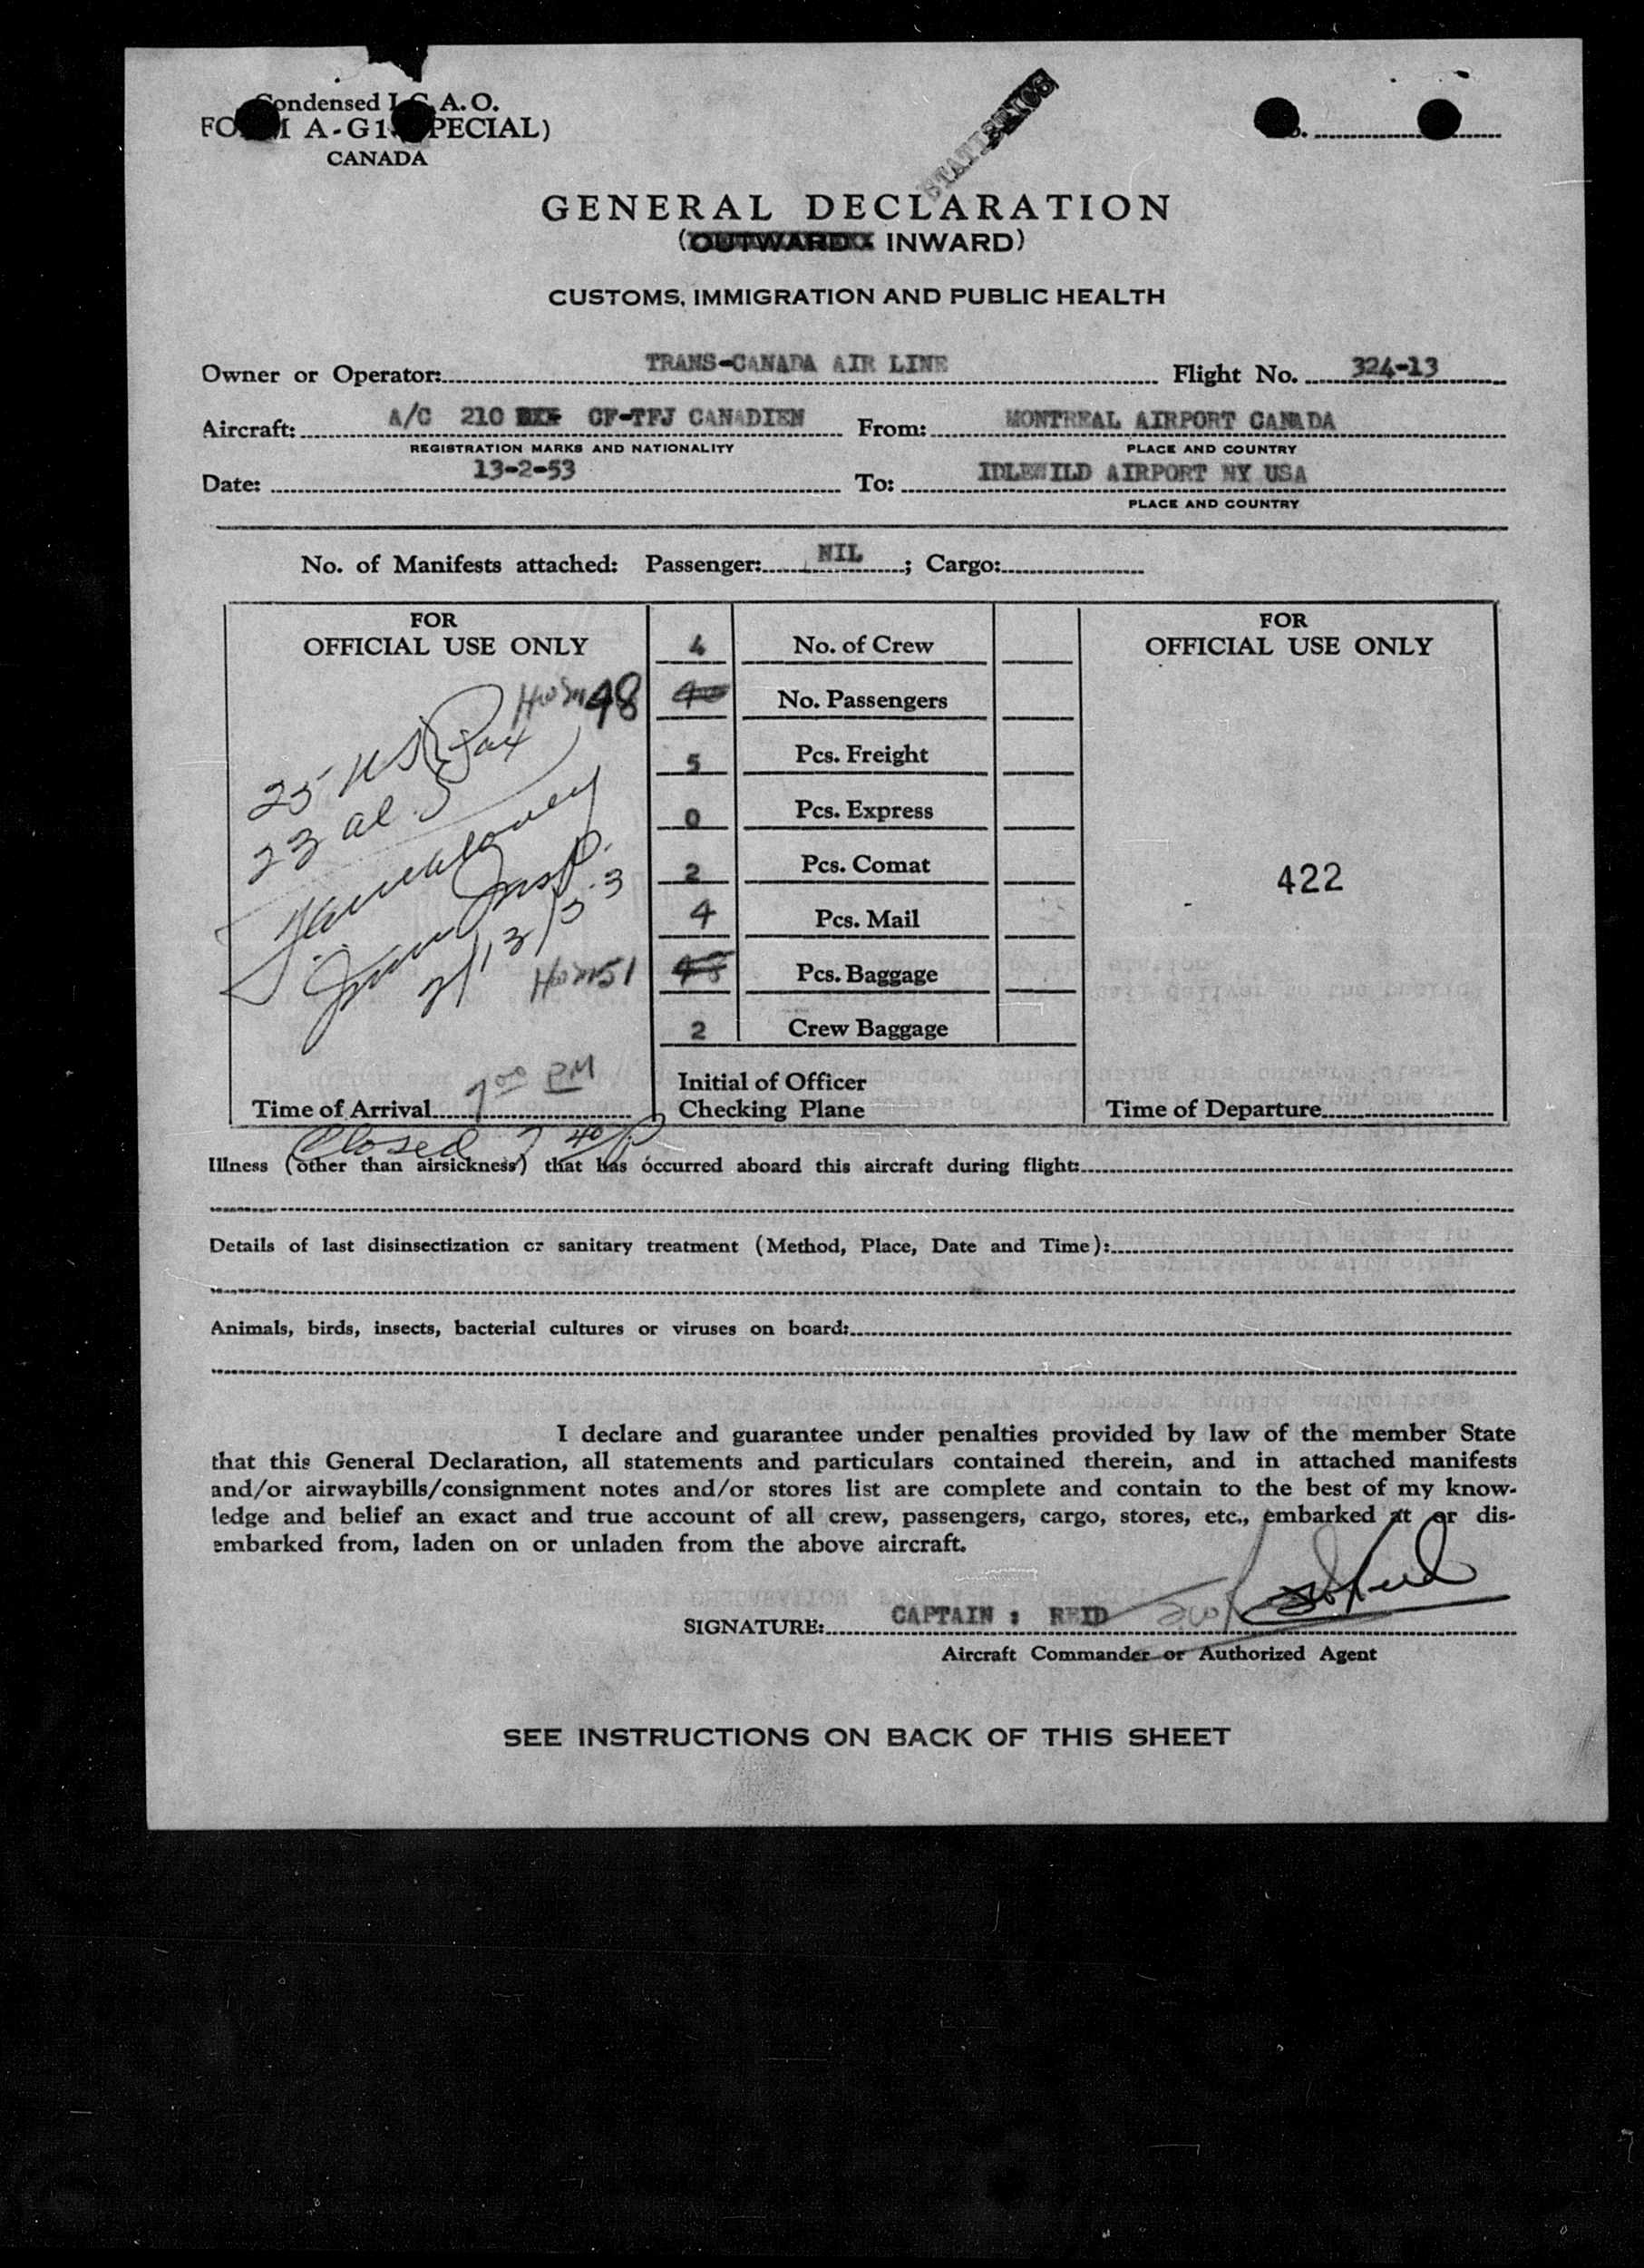 Condensed I.C.A.O.
FORM A-G1 (SPECIAL)
CANADA
STATISTICS
GENERAL DECLARATION
(OUTWARD INWARD)
CUSTOMS, IMMIGRATION AND PUBLIC HEALTH
Owner or Operator: TRANS-CANADA AIR LINE Flight No. 324-13
Aircraft: A/C 210 CF-TFJ CANADIEN From: MONTREAL AIRPORT CANADA
REGISTRATION MARKS AND NATIONALITY PLACE AND COUNTRY
Date: 13-2-53 To: IDLEWILD AIRPORT NY USA
PLACE AND COUNTRY
No. of Manifests attached: Passenger: NIL ; Cargo:
FOR
OFFICIAL USE ONLY
48
25 US Pax
23 al.
Imm Insp.
2/13/53
51
Time of Arrival 7 00 PM
4 No. of Crew
No. Passengers
5 Pcs. Freight
0 Pcs. Express
2 Pcs. Comat
4 Pcs. Mail
45 Pcs. Baggage
2 Crew Baggage
Initial of Officer
Checking Plane
FOR
OFFICIAL USE ONLY
422
Time of Departure
Closed 7 40 P
Illness (other than airsickness) that has occurred aboard this aircraft during flight:
Details of last disinsectization or sanitary treatment (Method, Place, Date and Time):
Animals, birds, insects, bacterial cultures or viruses on board:
I declare and guarantee under penalties provided by law of the member State
that this General Declaration, all statements and particulars contained therein, and in attached manifests
and/or airwaybills/consignment notes and/or stores list are complete and contain to the best of my know-
ledge and belief an exact and true account of all crew, passengers, cargo, stores, etc., embarked at or dis-
embarked from, laden on or unladen from the above aircraft.
SIGNATURE: CAPTAIN : REID
Aircraft Commander or Authorized Agent
SEE INSTRUCTIONS ON BACK OF THIS SHEET